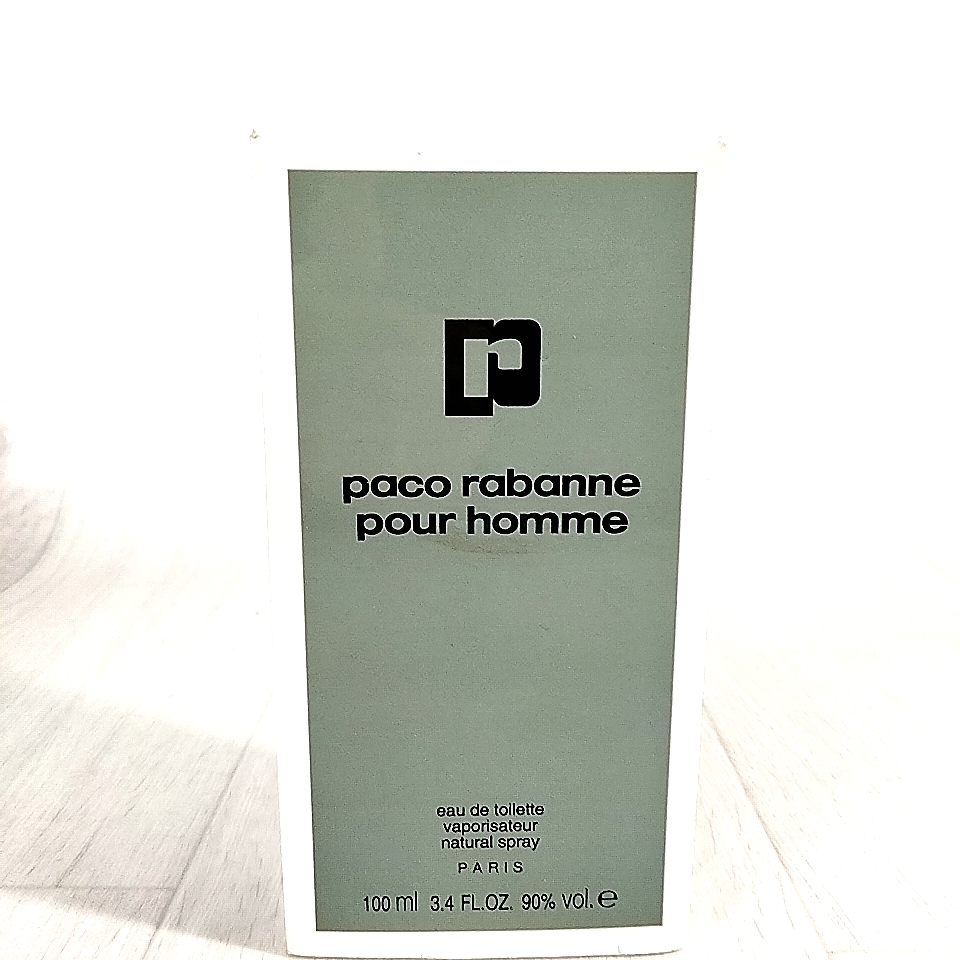 paco rabanne
pour homme
eau de toilette
vaporisateur
natural spray
PARIS
100 ml 3.4 FL.OZ. 90% vol. e